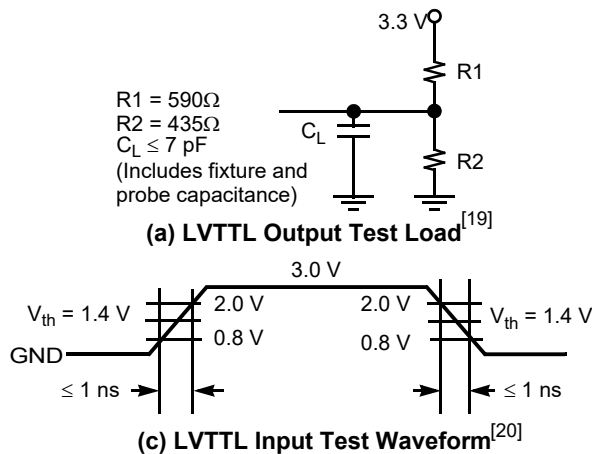 3.3 V
R1
R1 = 590Ω
R2 = 435Ω
C_L ≤ 7 pF
(Includes fixture and
probe capacitance)
C_L
R2
(a) LVTTL Output Test Load[19]
3.0 V
2.0 V
2.0 V
V_th = 1.4 V
V_th = 1.4 V
0.8 V
0.8 V
GND
≤ 1 ns
≤ 1 ns
(c) LVTTL Input Test Waveform[20]